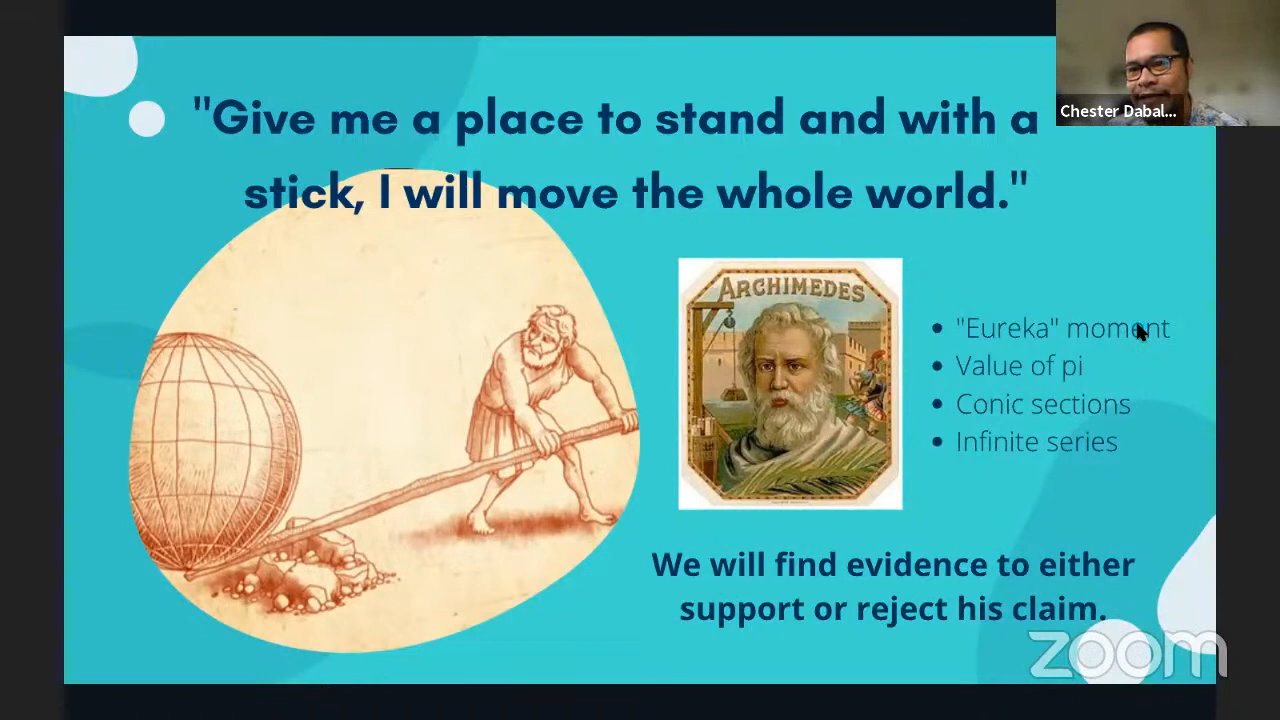 "Give me a place to stand and with a
stick, I will move the whole world."
Chester Dabal...
ARCHIMEDES
• "Eureka" moment
• Value of pi
• Conic sections
• Infinite series
We will find evidence to either
support or reject his claim.
zoom